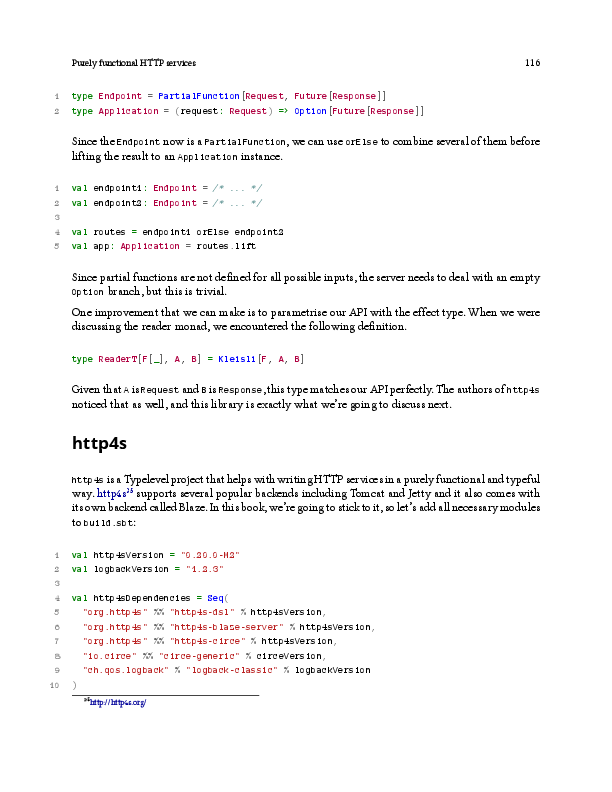 Purely functional HTTP services 116
1 type Endpoint = PartialFunction[Request, Future[Response]]
2 type Application = (request: Request) => Option[Future[Response]]
Since the Endpoint now is a PartialFunction, we can use orElse to combine several of them before
lifting the result to an Application instance.
1 val endpoint1: Endpoint = /* ... */
2 val endpoint2: Endpoint = /* ... */
3
4 val routes = endpoint1 orElse endpoint2
5 val app: Application = routes.lift
Since partial functions are not defined for all possible inputs, the server needs to deal with an empty
Option branch, but this is trivial.
One improvement that we can make is to parametrise our API with the effect type. When we were
discussing the reader monad, we encountered the following definition.
type ReaderT[F[_], A, B] = Kleisli[F, A, B]
Given that A is Request and B is Response, this type matches our API perfectly. The authors of http4s
noticed that as well, and this library is exactly what we're going to discuss next.
http4s
http4s is a Typelevel project that helps with writing HTTP services in a purely functional and typeful
way. http4s²⁵ supports several popular backends including Tomcat and Jetty and it also comes with
its own backend called Blaze. In this book, we're going to stick to it, so let's add all necessary modules
to build.sbt:
1 val http4sVersion = "0.20.0-M2"
2 val logbackVersion = "1.2.3"
3
4 val http4sDependencies = Seq(
5 "org.http4s" %% "http4s-dsl" % http4sVersion,
6 "org.http4s" %% "http4s-blaze-server" % http4sVersion,
7 "org.http4s" %% "http4s-circe" % http4sVersion,
8 "io.circe" %% "circe-generic" % circeVersion,
9 "ch.qos.logback" % "logback-classic" % logbackVersion
10 )
²⁵http://http4s.org/